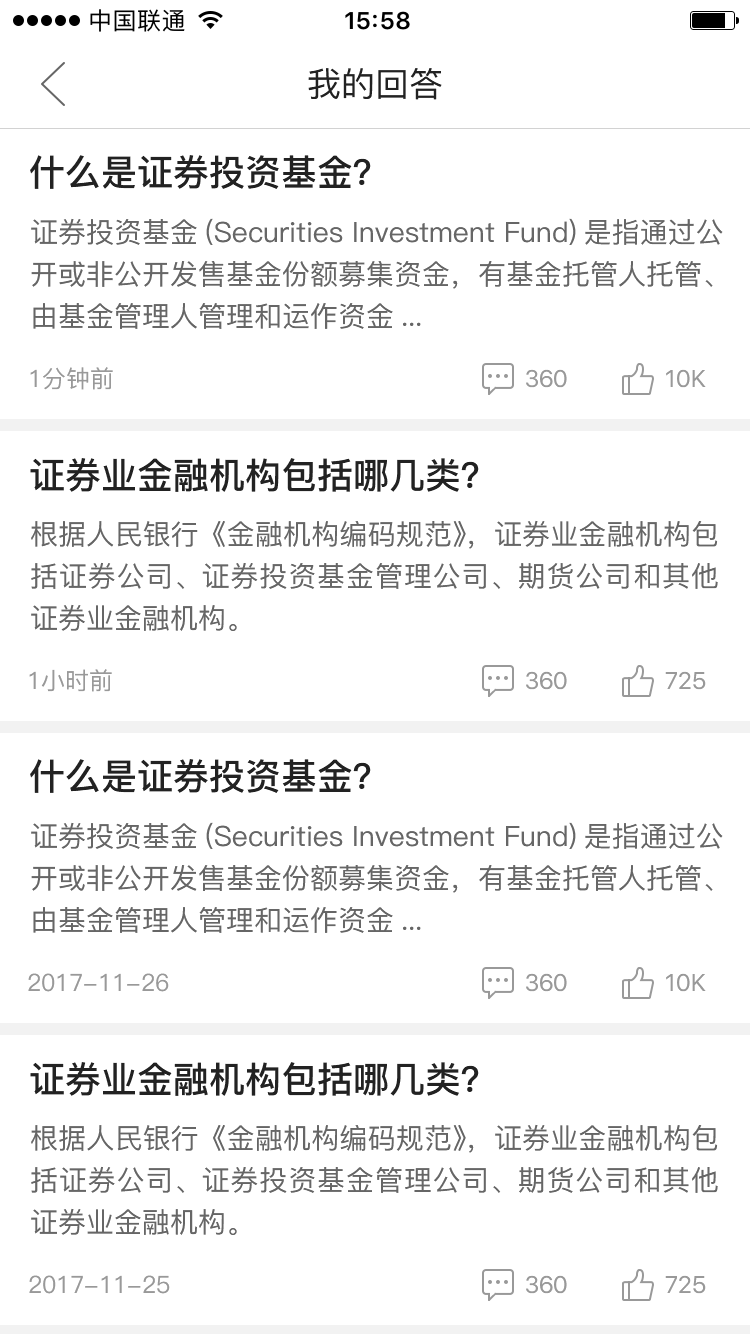 中国联通 15:58
我的回答
什么是证券投资基金?
证券投资基金 (Securities Investment Fund) 是指通过公
开或非公开发售基金份额募集资金，有基金托管人托管、
由基金管理人管理和运作资金 ...
1分钟前 360 10K
证券业金融机构包括哪几类?
根据人民银行《金融机构编码规范》，证券业金融机构包
括证券公司、证券投资基金管理公司、期货公司和其他
证券业金融机构。
1小时前 360 725
什么是证券投资基金?
证券投资基金 (Securities Investment Fund) 是指通过公
开或非公开发售基金份额募集资金，有基金托管人托管、
由基金管理人管理和运作资金 ...
2017-11-26 360 10K
证券业金融机构包括哪几类?
根据人民银行《金融机构编码规范》，证券业金融机构包
括证券公司、证券投资基金管理公司、期货公司和其他
证券业金融机构。
2017-11-25 360 725